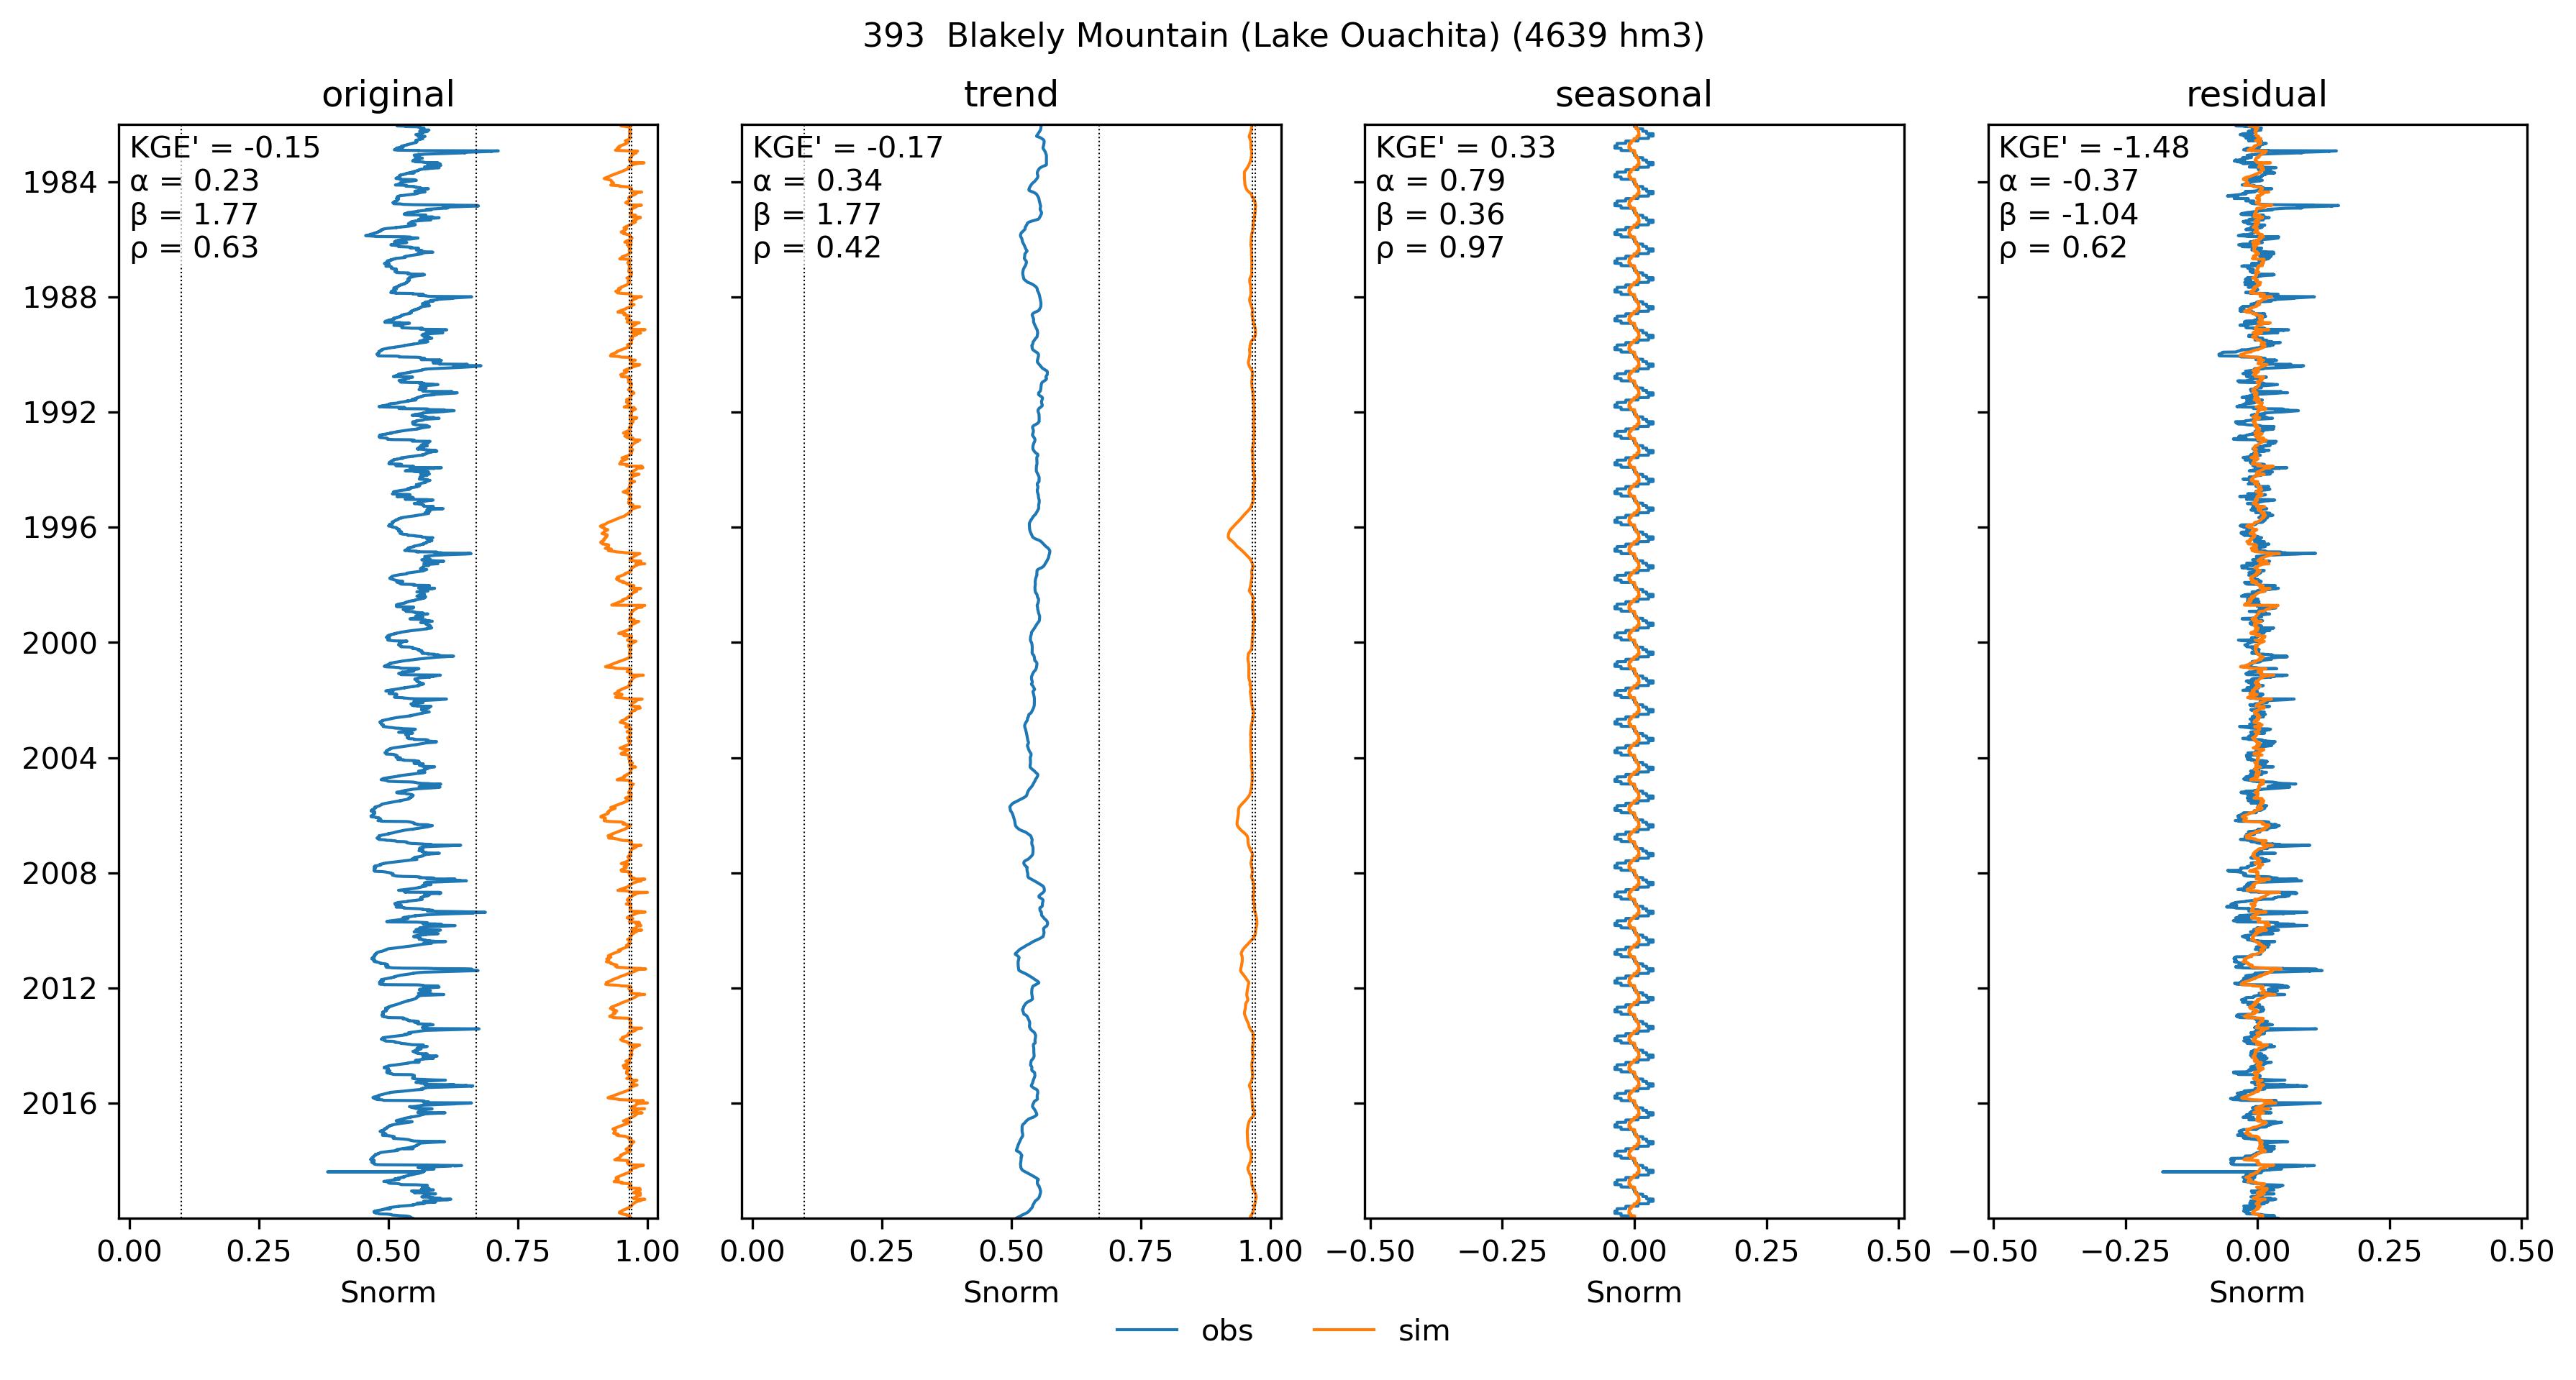 393  Blakely Mountain (Lake Ouachita) (4639 hm3)
original
KGE' = -0.15
α = 0.23
β = 1.77
ρ = 0.63
1984
1988
1992
1996
2000
2004
2008
2012
2016
0.00 0.25 0.50 0.75 1.00
Snorm
trend
KGE' = -0.17
α = 0.34
β = 1.77
ρ = 0.42
0.00 0.25 0.50 0.75 1.00
Snorm
seasonal
KGE' = 0.33
α = 0.79
β = 0.36
ρ = 0.97
−0.50 −0.25 0.00 0.25 0.50
Snorm
residual
KGE' = -1.48
α = -0.37
β = -1.04
ρ = 0.62
−0.50 −0.25 0.00 0.25 0.50
Snorm
obs sim